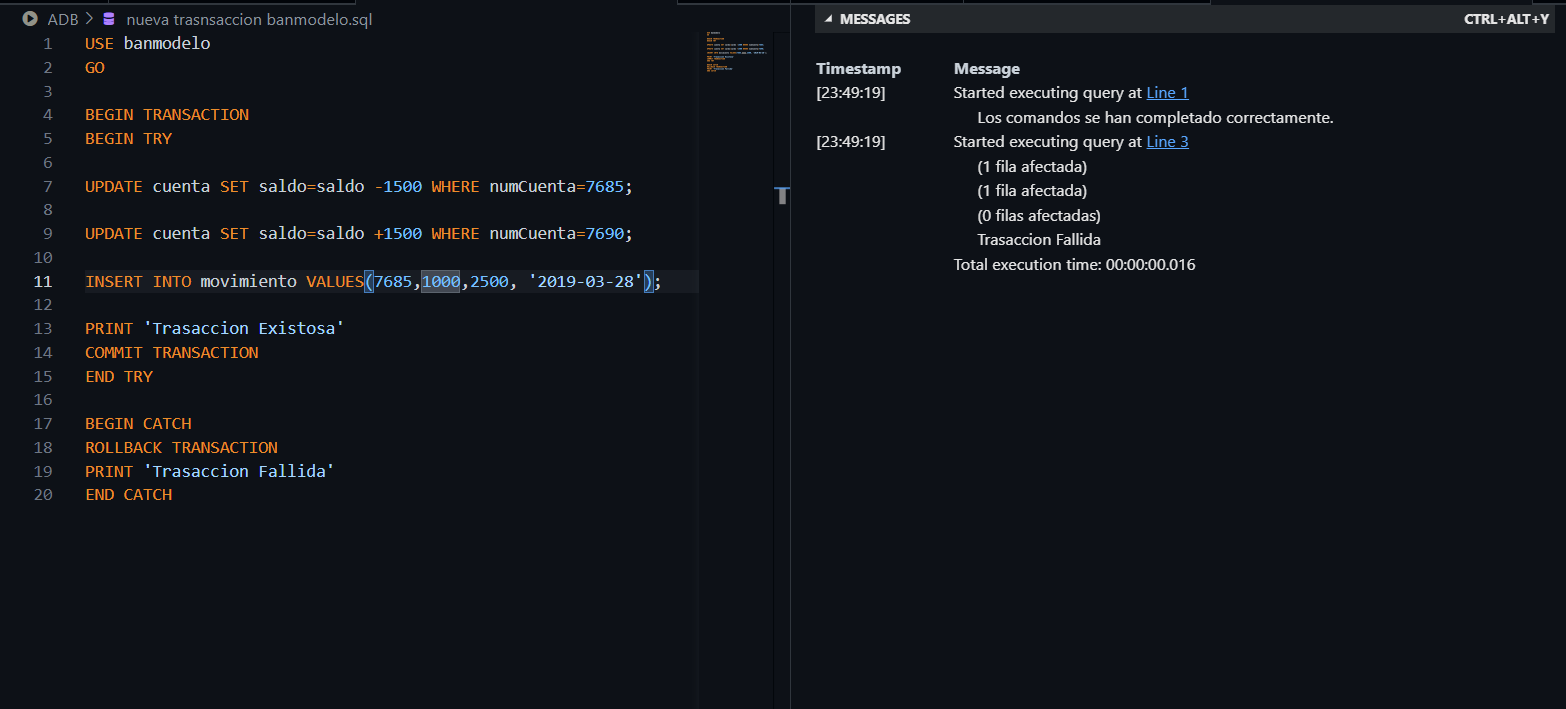 ADB > nueva trasnsaccion banmodelo.sql
1 USE banmodelo
2 GO
3
4 BEGIN TRANSACTION
5 BEGIN TRY
6
7 UPDATE cuenta SET saldo=saldo -1500 WHERE numCuenta=7685;
8
9 UPDATE cuenta SET saldo=saldo +1500 WHERE numCuenta=7690;
10
11 INSERT INTO movimiento VALUES(7685,1000,2500, '2019-03-28');
12
13 PRINT 'Trasaccion Existosa'
14 COMMIT TRANSACTION
15 END TRY
16
17 BEGIN CATCH
18 ROLLBACK TRANSACTION
19 PRINT 'Trasaccion Fallida'
20 END CATCH
MESSAGES CTRL+ALT+Y
Timestamp Message
[23:49:19] Started executing query at Line 1
Los comandos se han completado correctamente.
[23:49:19] Started executing query at Line 3
(1 fila afectada)
(1 fila afectada)
(0 filas afectadas)
Trasaccion Fallida
Total execution time: 00:00:00.016